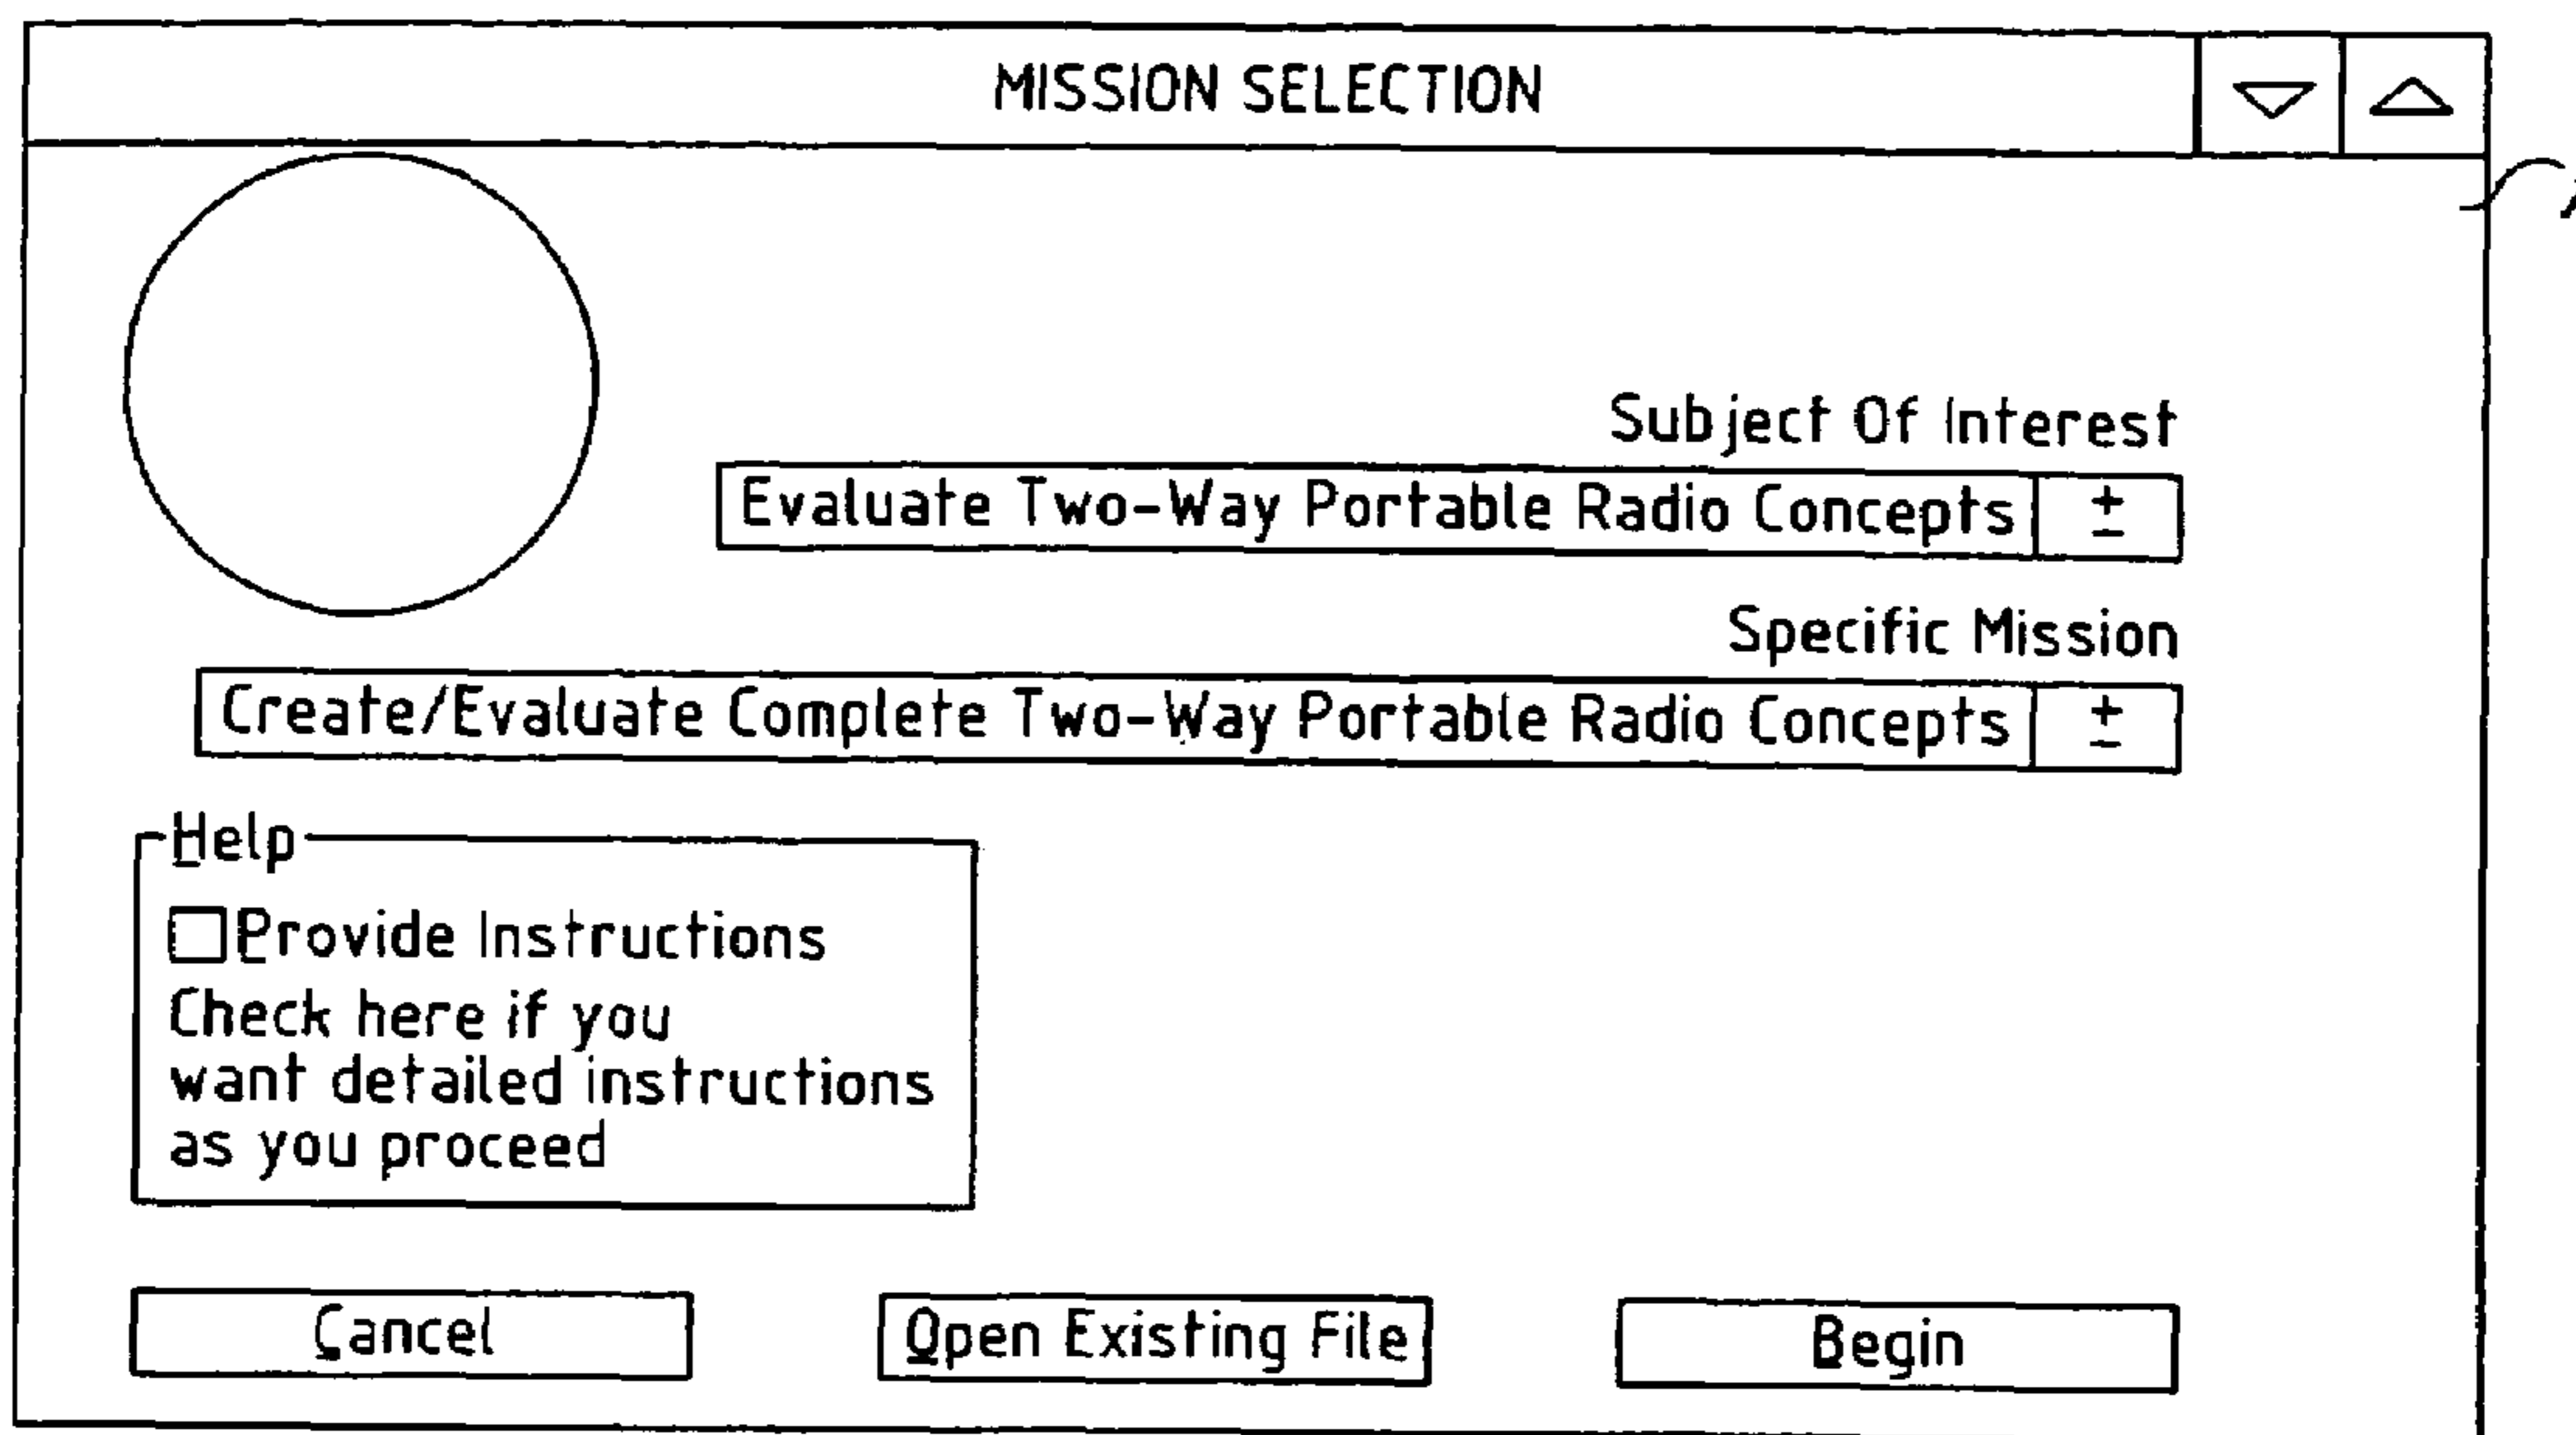 MISSION SELECTION
Subject Of Interest
Evaluate Two-Way Portable Radio Concepts
Specific Mission
Create/Evaluate Complete Two-Way Portable Radio Concepts
Help
Provide Instructions
Check here if you
want detailed instructions
as you proceed
Cancel
Open Existing File
Begin